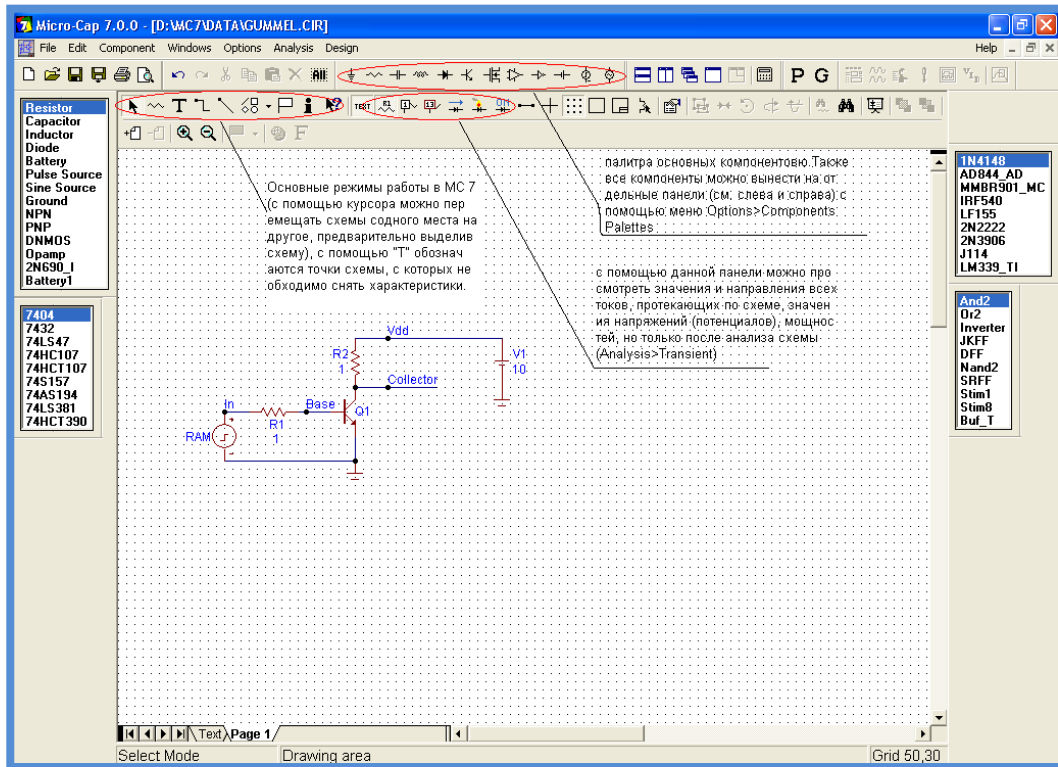 Micro-Cap 7.0.0 - [D:\MC7\DATA\GUMMEL.CIR]
File Edit Component Windows Options Analysis Design Help
P G
TEXT
Resistor
Capacitor
Inductor
Diode
Battery
Pulse Source
Sine Source
Ground
NPN
PNP
DNMOS
Opamp
2N690_I
Battery1
7404
7432
74LS47
74HC107
74HCT107
74S157
74AS194
74LS381
74HCT390
Основные режимы работы в МС 7
(с помощью курсора можно пер
емещать схемы содного места на
другое, предварительно выделив
схему), с помощью "Т" обознач
аются точки схемы, с которых не
обходимо снять характеристики.
палитра основных компонентовю.Также
все компоненты можно вынести на от
дельные панели (см. слева и справа) с
помощью меню Options>Components
Palettes
с помощью данной панели можно про
смотреть значения и направления всех
токов, протекающих по схеме, значен
ия напряжений (потенциалов), мощнос
тей, но только после анализа схемы
(Analysis>Transient)
Vdd
R2
1
V1
10
Collector
In
Base
Q1
R1
1
RAM
1N4148
AD844_AD
MMBR901_MC
IRF540
LF155
2N2222
2N3906
J114
LM339_TI
And2
Or2
Inverter
JKFF
DFF
Nand2
SRFF
Stim1
Stim8
Buf_T
Text Page 1
Select Mode Drawing area Grid 50,30